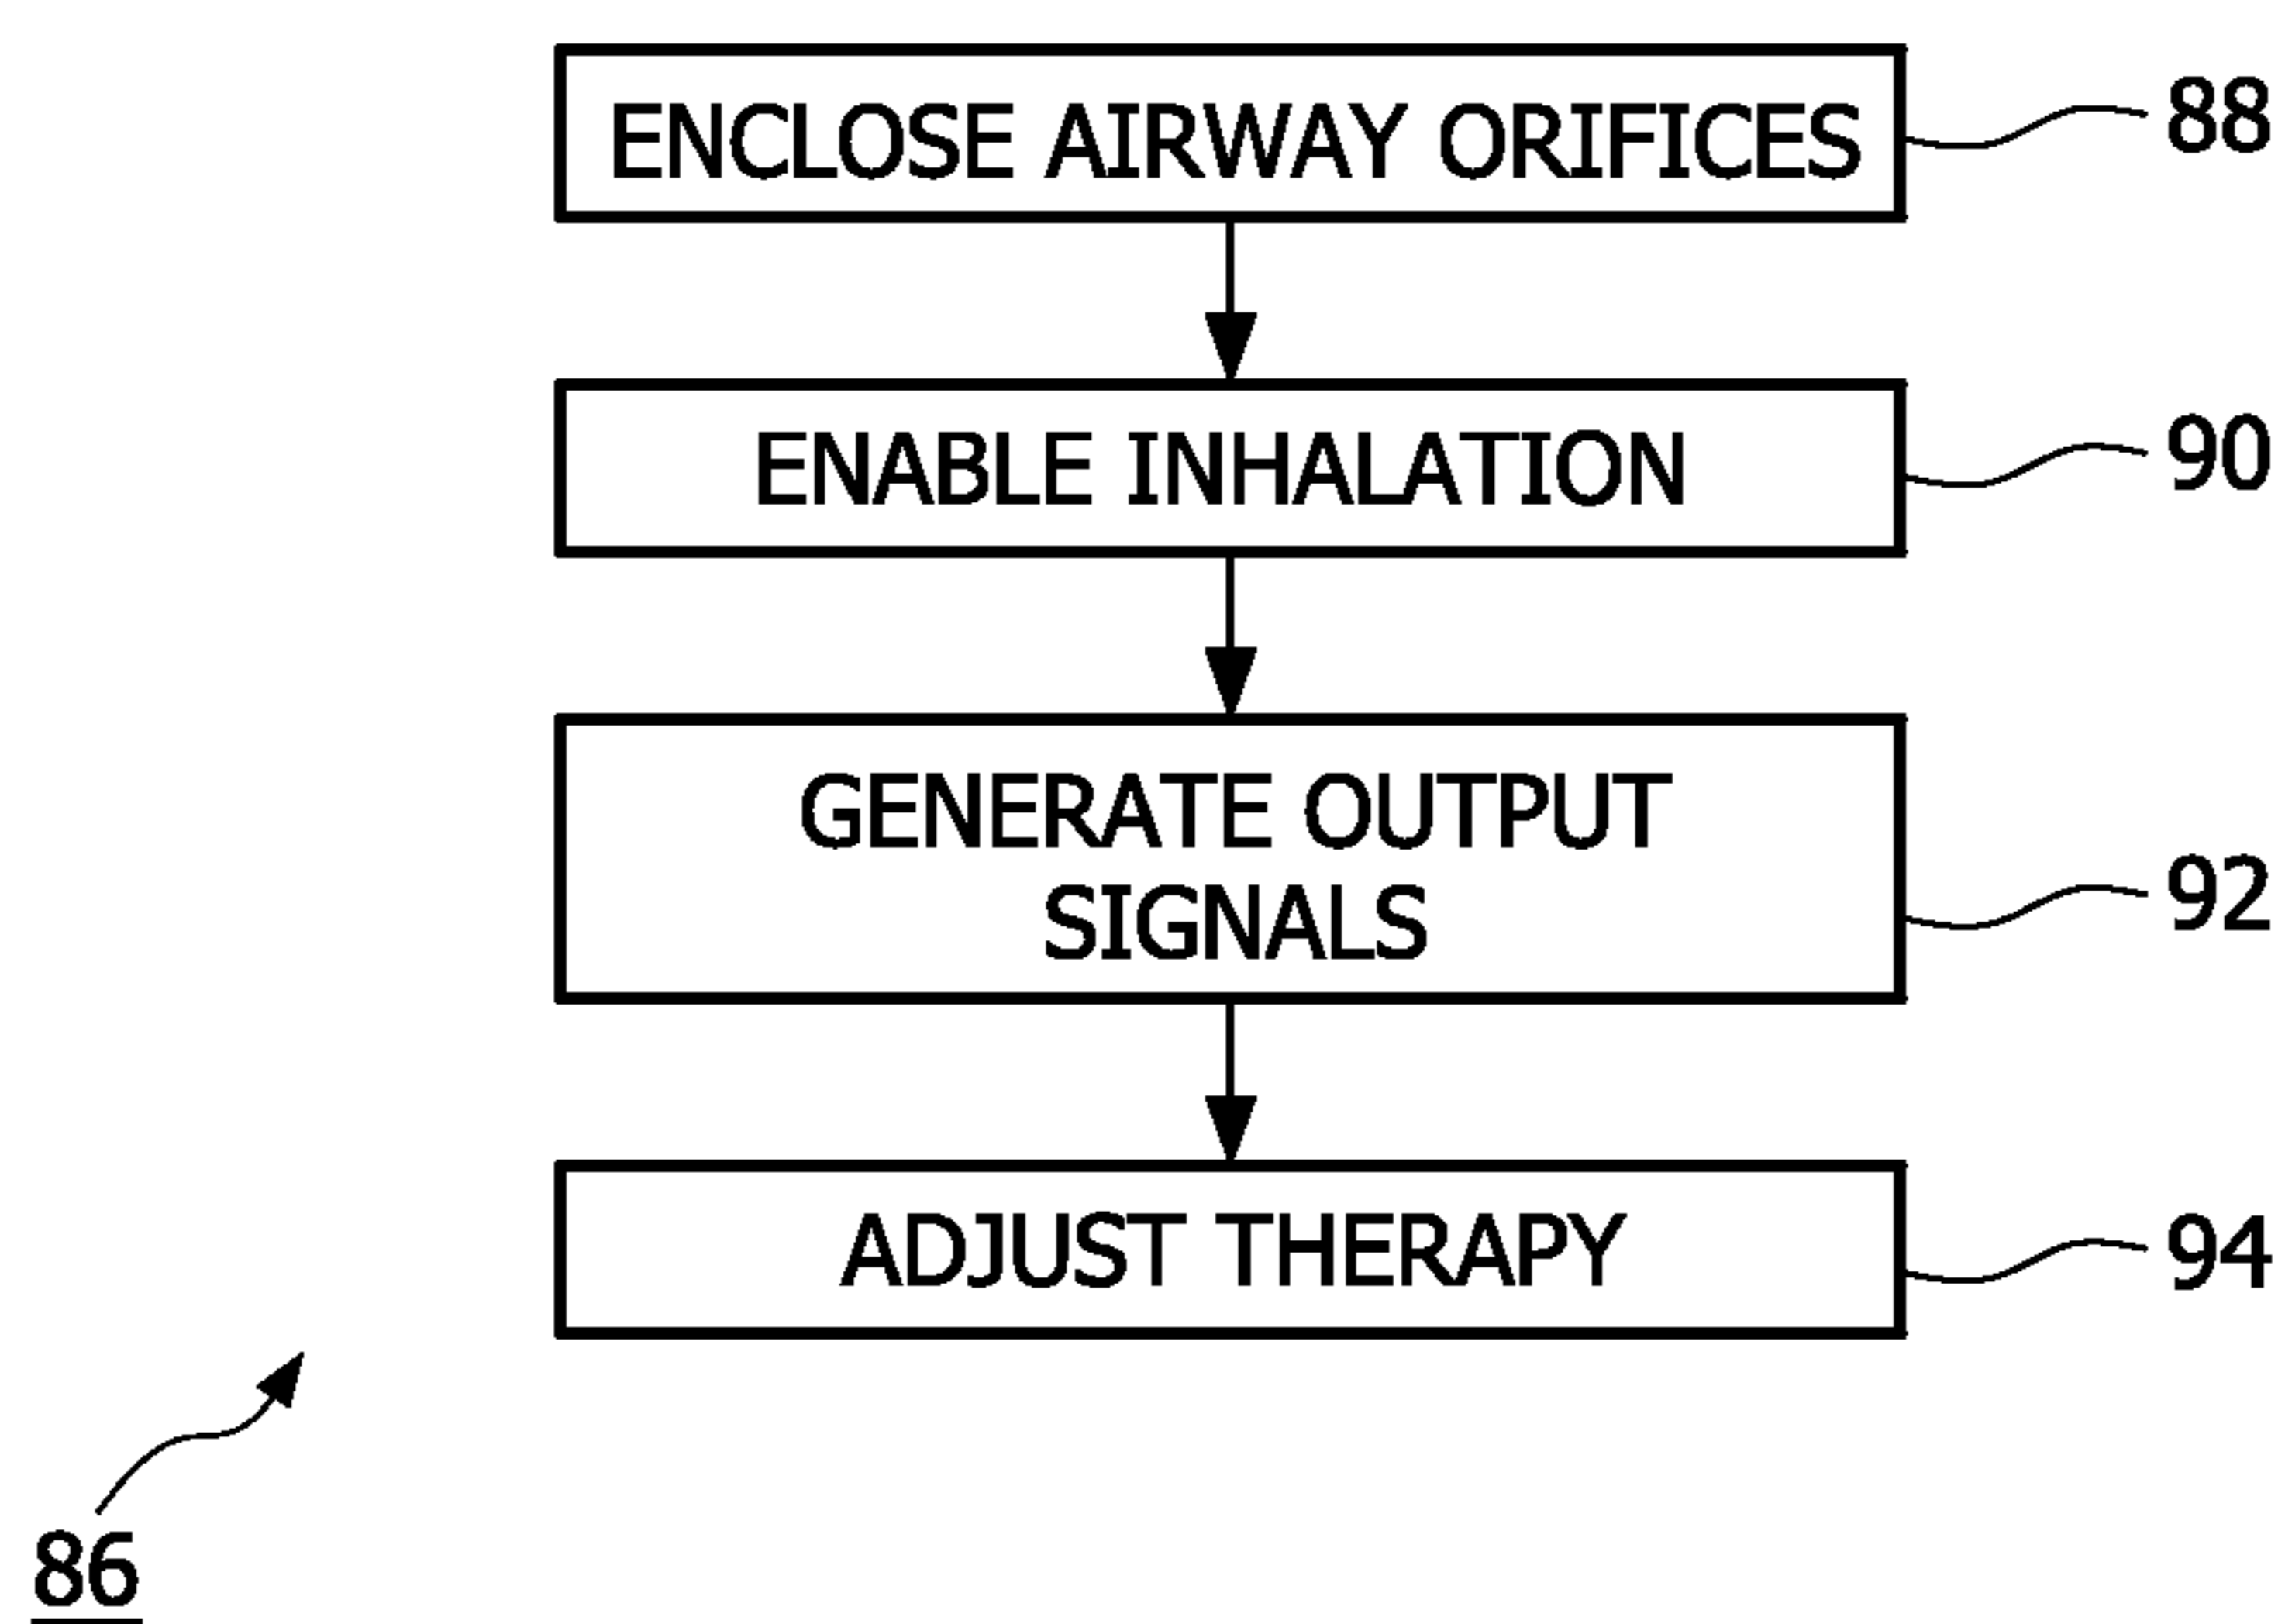 ENCLOSE AIRWAY ORIFICES
88
ENABLE INHALATION
90
GENERATE OUTPUT
SIGNALS
92
ADJUST THERAPY
94
86